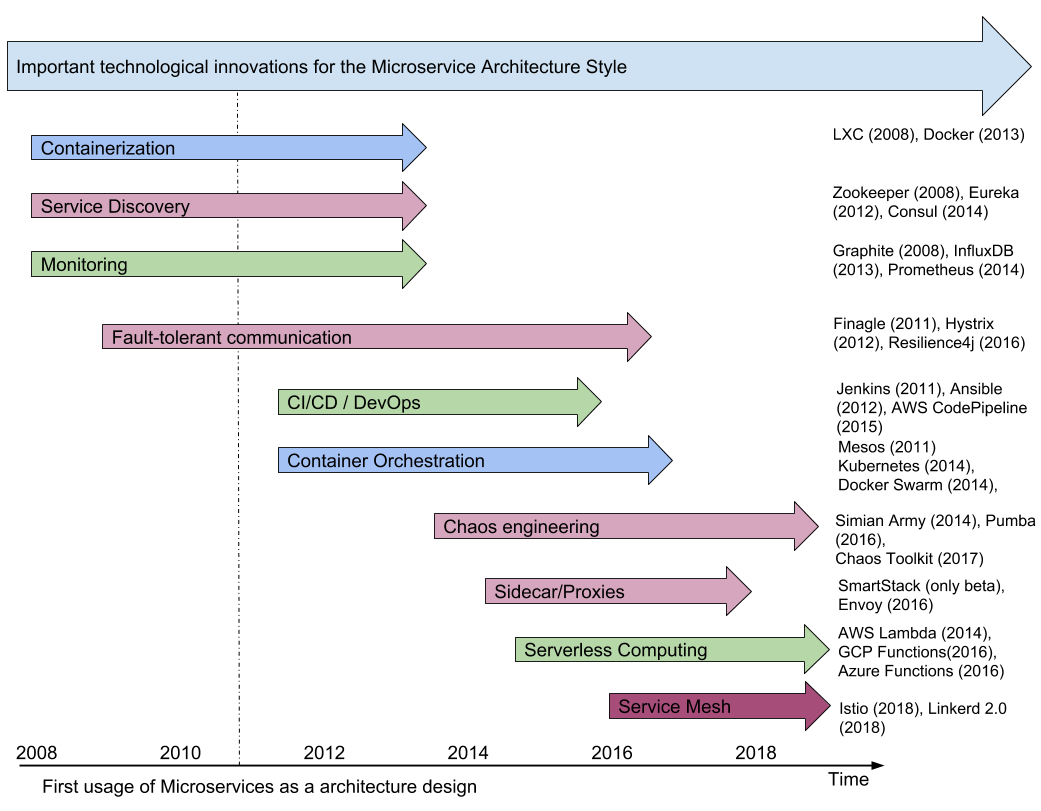 Important technological innovations for the Microservice Architecture Style
Containerization
LXC (2008), Docker (2013)
Service Discovery
Zookeeper (2008), Eureka
(2012), Consul (2014)
Monitoring
Graphite (2008), InfluxDB
(2013), Prometheus (2014)
Fault-tolerant communication
Finagle (2011), Hystrix
(2012), Resilience4j (2016)
CI/CD / DevOps
Jenkins (2011), Ansible
(2012), AWS CodePipeline
(2015)
Container Orchestration
Mesos (2011)
Kubernetes (2014),
Docker Swarm (2014),
Chaos engineering
Simian Army (2014), Pumba
(2016),
Chaos Toolkit (2017)
Sidecar/Proxies
SmartStack (only beta),
Envoy (2016)
Serverless Computing
AWS Lambda (2014),
GCP Functions(2016),
Azure Functions (2016)
Service Mesh
Istio (2018), Linkerd 2.0
(2018)
2008 2010 2012 2014 2016 2018
Time
First usage of Microservices as a architecture design